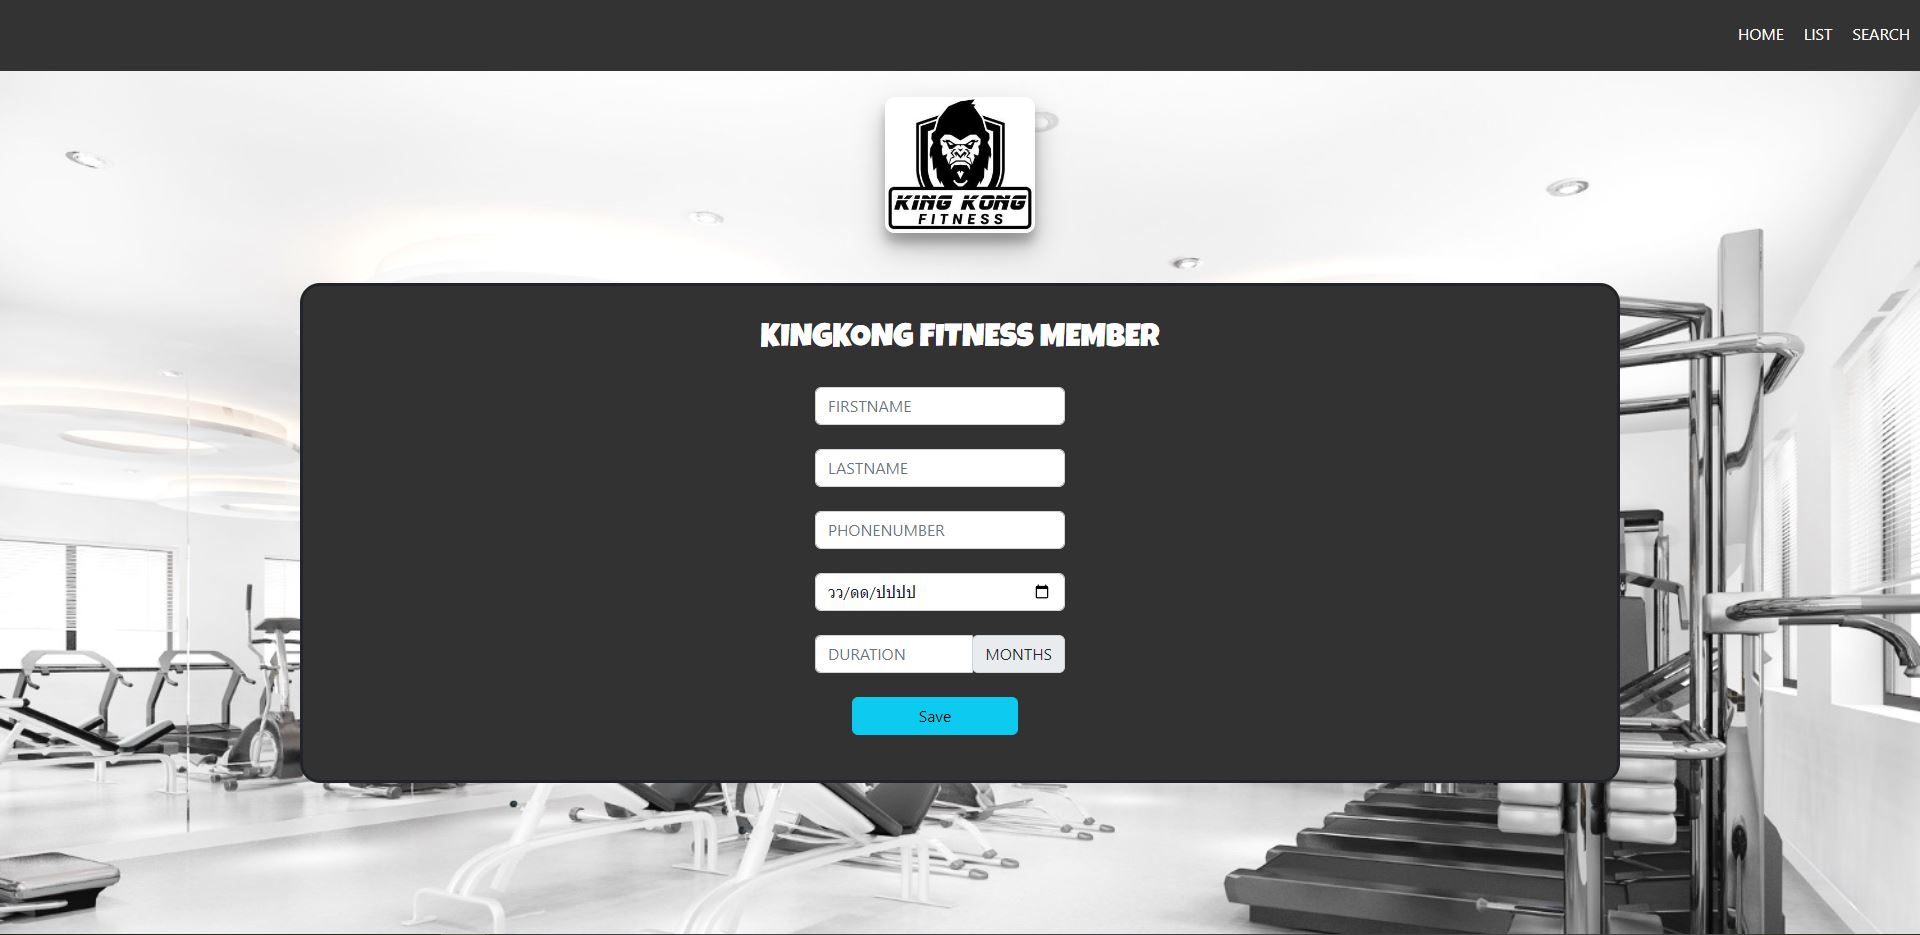 HOME LIST SEARCH
KING KONG
FITNESS
KINGKONG FITNESS MEMBER
FIRSTNAME
LASTNAME
PHONENUMBER
วว/ดด/ปปปป
DURATION MONTHS
Save